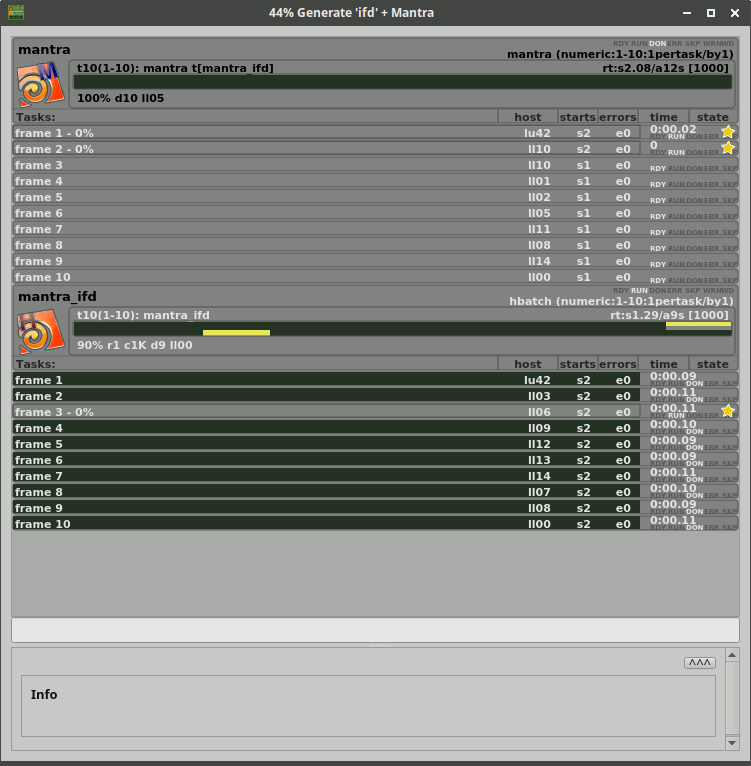 44% Generate 'ifd' + Mantra
mantra
RDY RUN DON ERR SKP WRN WD
mantra (numeric:1-10:1pertask/by1)
t10(1-10): mantra t[mantra_ifd] rt:s2.08/a12s [1000]
100% d10 ll05
Tasks: host starts errors time state
frame 1 - 0% lu42 s2 e0 0:00.02 RDY RUN DON ERR SKP
frame 2 - 0% ll10 s2 e0 0 RDY RUN DON ERR SKP
frame 3 ll10 s1 e0 RDY RUN DON ERR SKP
frame 4 ll01 s1 e0 RDY RUN DON ERR SKP
frame 5 ll02 s1 e0 RDY RUN DON ERR SKP
frame 6 ll05 s1 e0 RDY RUN DON ERR SKP
frame 7 ll11 s1 e0 RDY RUN DON ERR SKP
frame 8 ll08 s1 e0 RDY RUN DON ERR SKP
frame 9 ll14 s1 e0 RDY RUN DON ERR SKP
frame 10 ll00 s1 e0 RDY RUN DON ERR SKP
mantra_ifd
RDY RUN DON ERR SKP WRN WD
hbatch (numeric:1-10:1pertask/by1)
t10(1-10): mantra_ifd rt:s1.29/a9s [1000]
90% r1 c1K d9 ll00
Tasks: host starts errors time state
frame 1 lu42 s2 e0 0:00.09 RDY RUN DON ERR SKP
frame 2 ll03 s2 e0 0:00.11 RDY RUN DON ERR SKP
frame 3 - 0% ll06 s2 e0 0:00.11 RDY RUN DON ERR SKP
frame 4 ll09 s2 e0 0:00.10 RDY RUN DON ERR SKP
frame 5 ll12 s2 e0 0:00.09 RDY RUN DON ERR SKP
frame 6 ll13 s2 e0 0:00.09 RDY RUN DON ERR SKP
frame 7 ll14 s2 e0 0:00.11 RDY RUN DON ERR SKP
frame 8 ll07 s2 e0 0:00.10 RDY RUN DON ERR SKP
frame 9 ll08 s2 e0 0:00.09 RDY RUN DON ERR SKP
frame 10 ll00 s2 e0 0:00.11 RDY RUN DON ERR SKP
^^^
Info